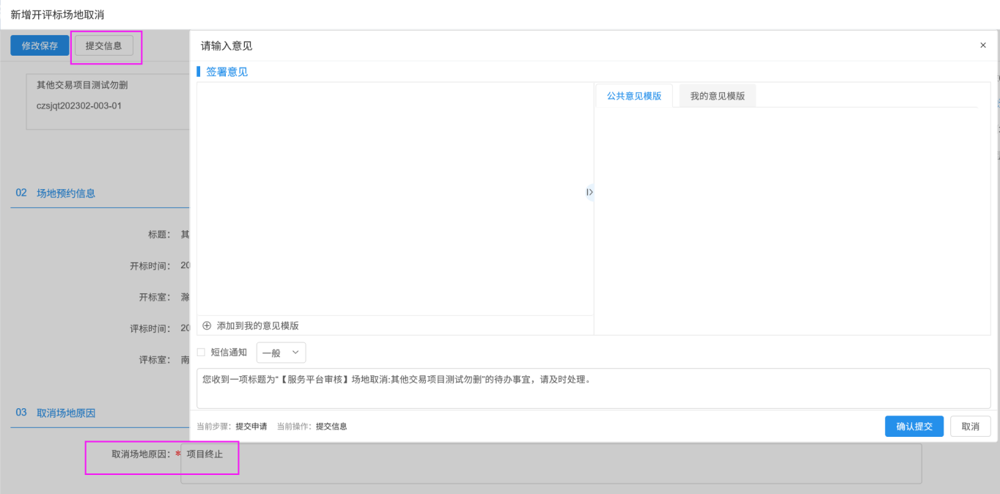 新增开评标场地取消
修改保存 提交信息
请输入意见 ×
签署意见
其他交易项目测试勿删
czsjqt202302-003-01
公共意见模版 我的意见模版
02 场地预约信息
标题： 其
开标时间： 20
开标室： 滁
评标时间： 20
评标室： 南
添加到我的意见模版
短信通知 一般
您收到一项标题为“【服务平台审核】场地取消:其他交易项目测试勿删”的待办事宜，请及时处理。
03 取消场地原因
当前步骤： 提交申请 当前操作： 提交信息
确认提交 取消
取消场地原因：* 项目终止